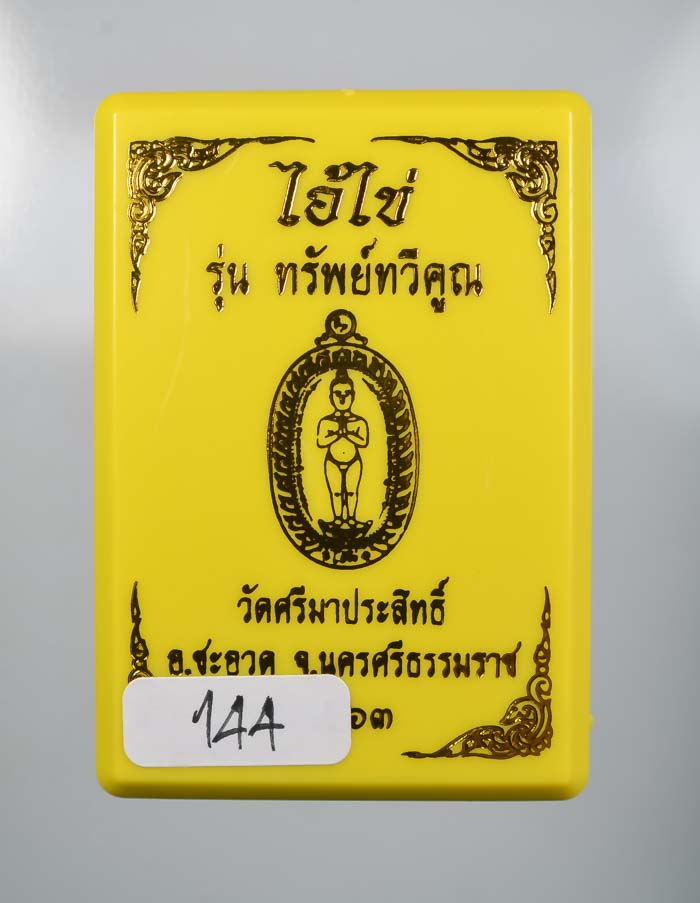 ไอ้ไข่
รุ่น ทรัพย์ทวีคูณ
วัดศรีมาประสิทธิ์
อ.ชะอวด จ.นครศรีธรรมราช
๖๓
144